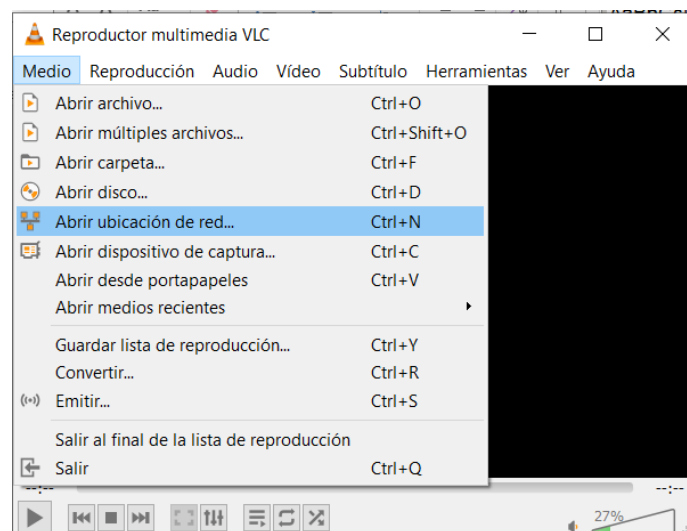 Reproductor multimedia VLC
Medio Reproducción Audio Vídeo Subtítulo Herramientas Ver Ayuda
Abrir archivo... Ctrl+O
Abrir múltiples archivos... Ctrl+Shift+O
Abrir carpeta... Ctrl+F
Abrir disco... Ctrl+D
Abrir ubicación de red... Ctrl+N
Abrir dispositivo de captura... Ctrl+C
Abrir desde portapapeles Ctrl+V
Abrir medios recientes
Guardar lista de reproducción... Ctrl+Y
Convertir... Ctrl+R
Emitir... Ctrl+S
Salir al final de la lista de reproducción
Salir Ctrl+Q
--:-- --:--
27%